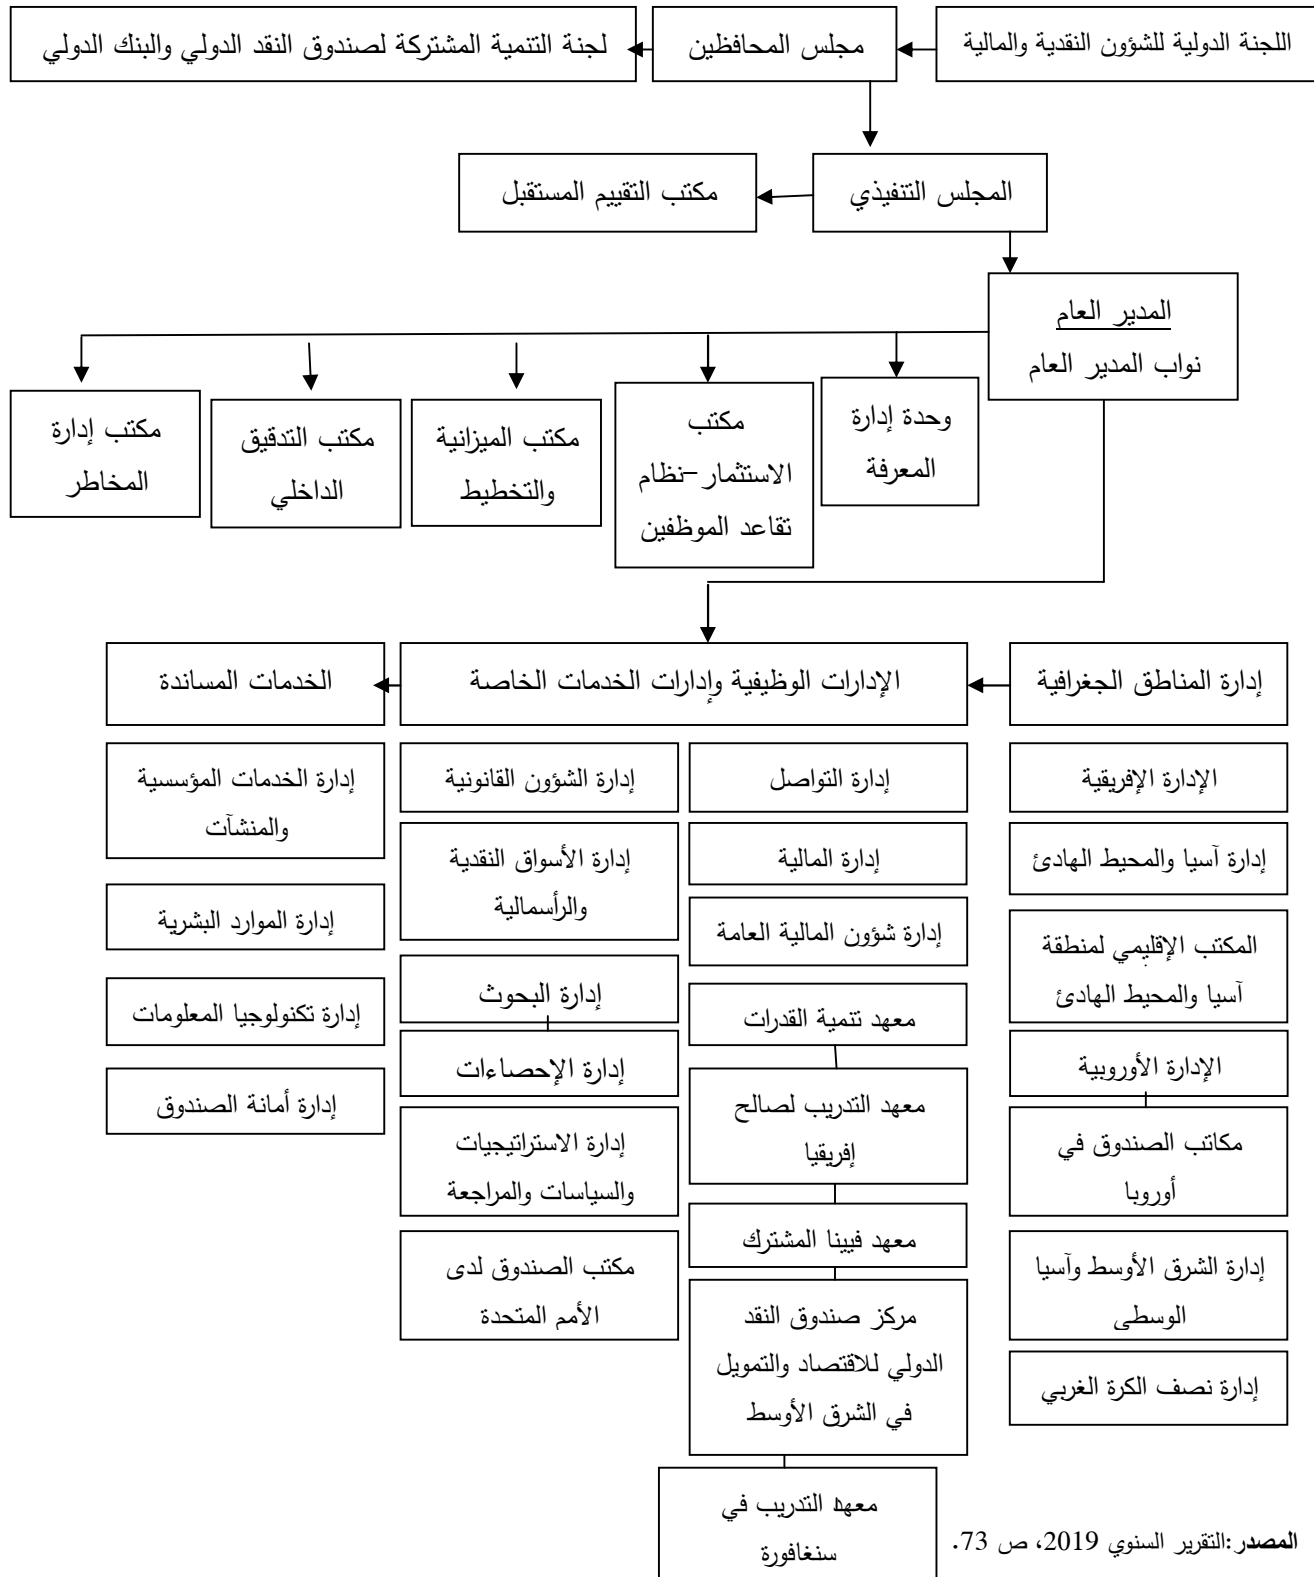 اللجنة الدولية للشؤون النقدية والمالية
مجلس المحافظين
لجنة التنمية المشتركة لصندوق النقد الدولي والبنك الدولي
المجلس التنفيذي
مكتب التقييم المستقبل
المدير العام
نواب المدير العام
وحدة إدارة
المعرفة
مكتب
الاستثمار –نظام
تقاعد الموظفين
مكتب الميزانية
والتخطيط
مكتب التدقيق
الداخلي
مكتب إدارة
المخاطر
إدارة المناطق الجغرافية
الإدارات الوظيفية وإدارات الخدمات الخاصة
الخدمات المساندة
الإدارة الإفريقية
إدارة آسيا والمحيط الهادئ
المكتب الإقليمي لمنطقة
آسيا والمحيط الهادئ
الإدارة الأوروبية
مكاتب الصندوق في
أوروبا
إدارة الشرق الأوسط وآسيا
الوسطى
إدارة نصف الكرة الغربي
إدارة التواصل
إدارة المالية
إدارة شؤون المالية العامة
معهد تنمية القدرات
معهد التدريب لصالح
إفريقيا
معهد فيينا المشترك
مركز صندوق النقد
الدولي للاقتصاد والتمويل
في الشرق الأوسط
معهد التدريب في
سنغافورة
إدارة الشؤون القانونية
إدارة الأسواق النقدية
والرأسمالية
إدارة البحوث
إدارة الإحصاءات
إدارة الاستراتيجيات
والسياسات والمراجعة
مكتب الصندوق لدى
الأمم المتحدة
إدارة الخدمات المؤسسية
والمنشآت
إدارة الموارد البشرية
إدارة تكنولوجيا المعلومات
إدارة أمانة الصندوق
المصدر:التقرير السنوي 2019، ص 73.